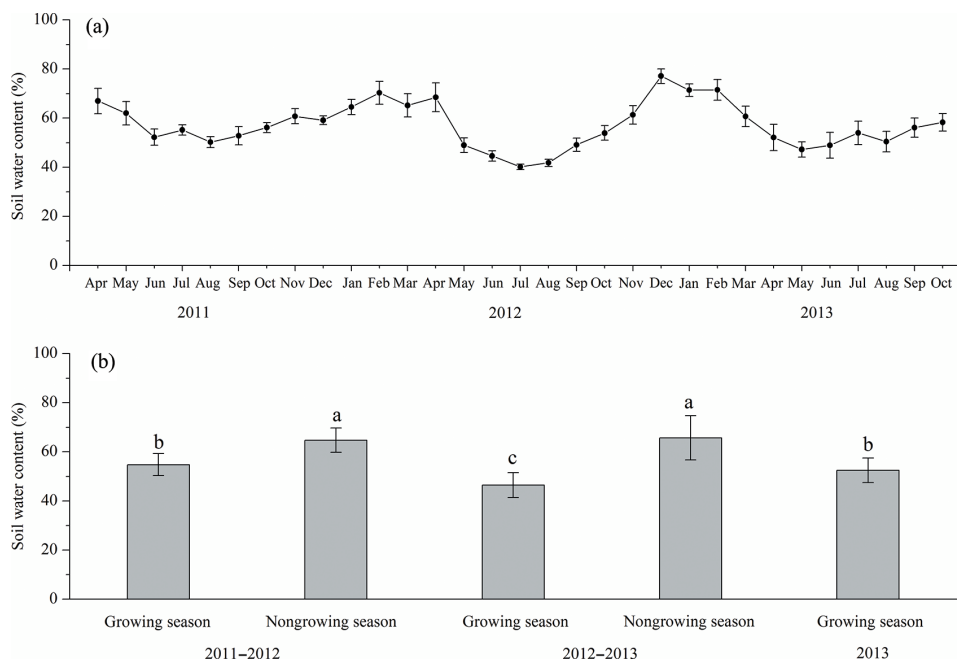 (a)
100
80
60
40
20
0
Soil water content (%)
Apr May Jun Jul Aug Sep Oct Nov Dec Jan Feb Mar Apr May Jun Jul Aug Sep Oct Nov Dec Jan Feb Mar Apr May Jun Jul Aug Sep Oct
2011 2012 2013
(b)
100
80
60
40
20
0
Soil water content (%)
b a c a b
Growing season Nongrowing season Growing season Nongrowing season Growing season
2011–2012 2012–2013 2013